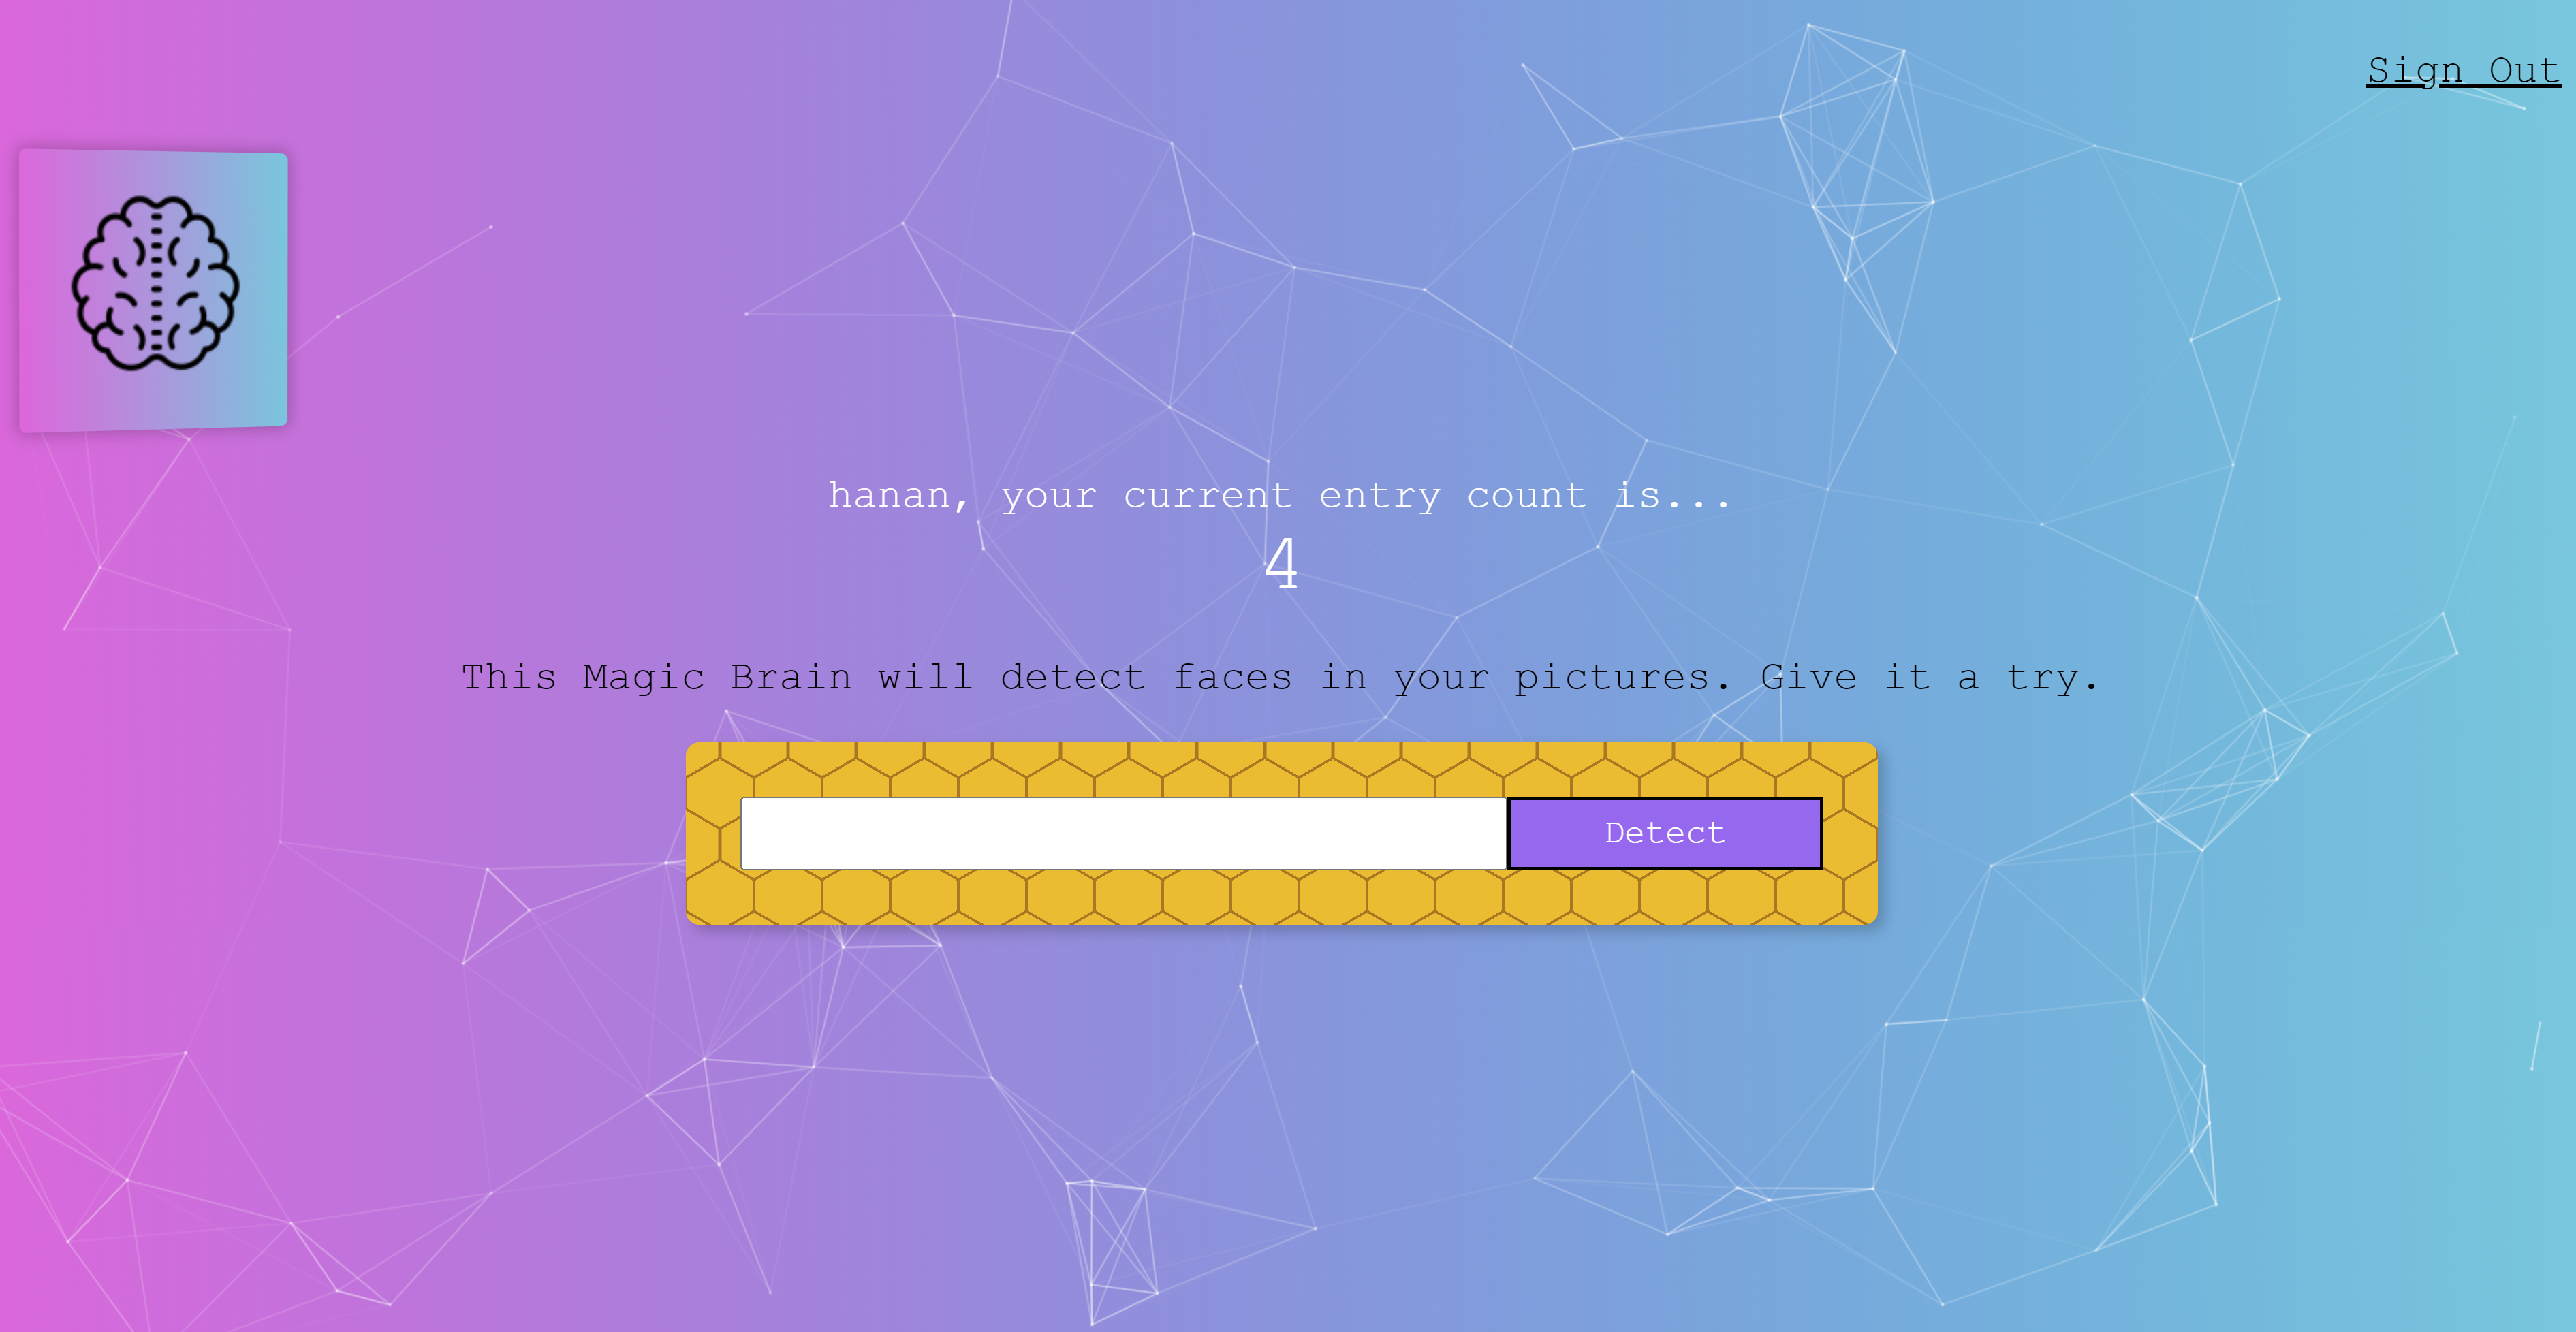 Sign Out
hanan, your current entry count is...
4
This Magic Brain will detect faces in your pictures. Give it a try.
Detect